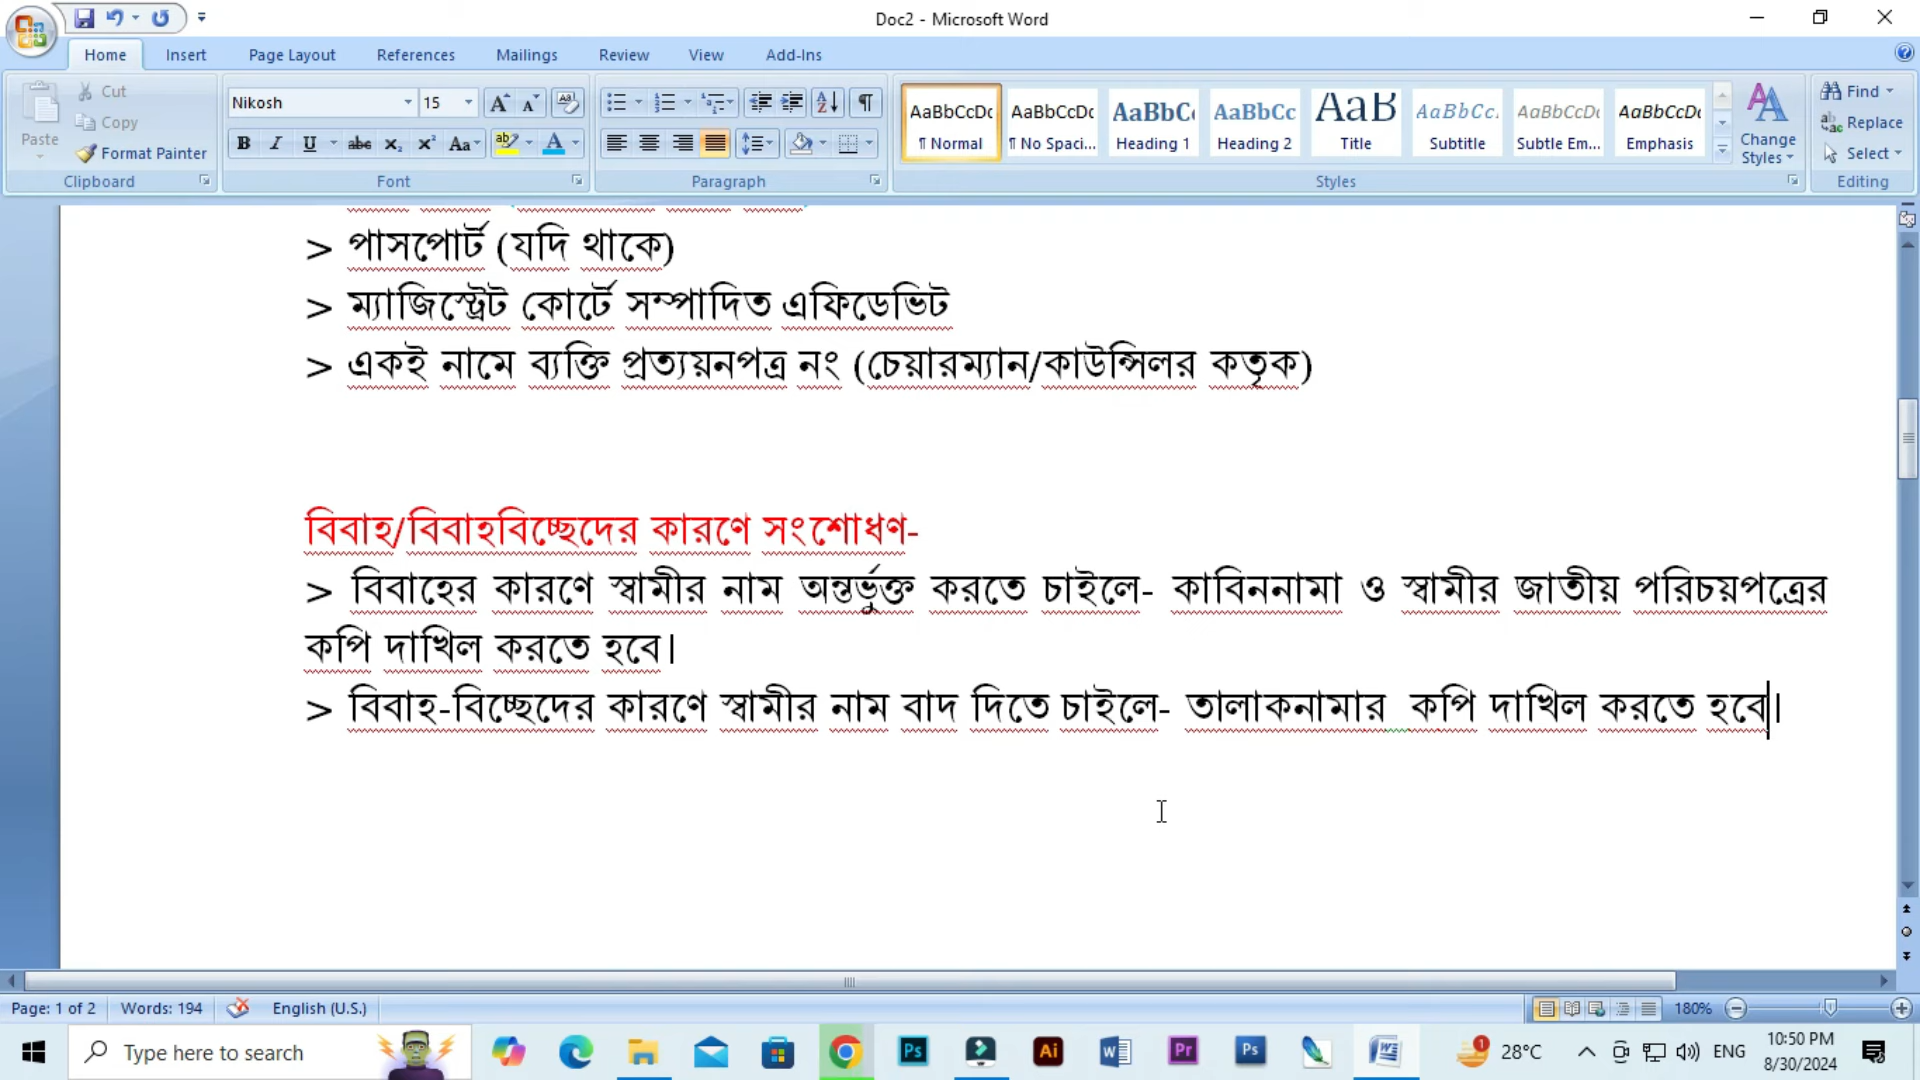 Doc2 - Microsoft Word
Home Insert Page Layout References Mailings Review View Add-Ins
Cut
Copy
Paste
Format Painter
Clipboard
Nikosh 15
Font
Paragraph
AaBbCcDc AaBbCcDc AaBbC AaBbCc AaB AaBbCc. AaBbCcDc AaBbCcDc
¶ Normal ¶ No Spaci... Heading 1 Heading 2 Title Subtitle Subtle Em... Emphasis
Change Styles
Styles
Find
Replace
Select
Editing
> পাসপোর্ট (যদি থাকে)
> ম্যাজিস্ট্রেট কোর্টে সম্পাদিত এফিডেভিট
> একই নামে ব্যক্তি প্রত্যয়নপত্র নং (চেয়ারম্যান/কাউন্সিলর কতৃক)
বিবাহ/বিবাহবিচ্ছেদের কারণে সংশোধণ-
> বিবাহের কারণে স্বামীর নাম অন্তর্ভুক্ত করতে চাইলে- কাবিননামা ও স্বামীর জাতীয় পরিচয়পত্রের
কপি দাখিল করতে হবে।
> বিবাহ-বিচ্ছেদের কারণে স্বামীর নাম বাদ দিতে চাইলে- তালাকনামার কপি দাখিল করতে হবে।
Page: 1 of 2 Words: 194 English (U.S.) 180%
Type here to search
28°C ENG
10:50 PM
8/30/2024